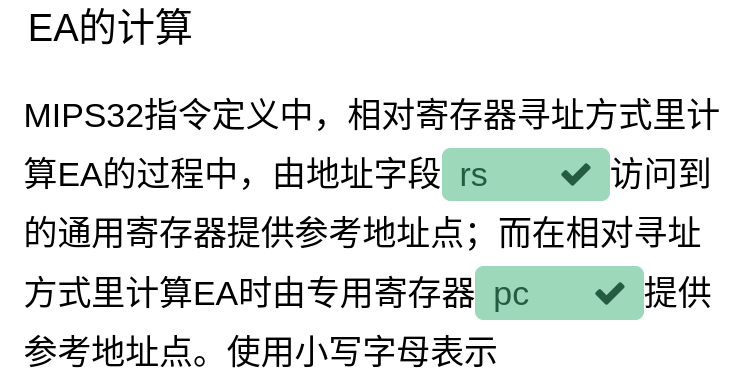 EA的计算
MIPS32指令定义中，相对寄存器寻址方式里计
算EA的过程中，由地址字段 rs ✔ 访问到
的通用寄存器提供参考地址点；而在相对寻址
方式里计算EA时由专用寄存器 pc ✔ 提供
参考地址点。使用小写字母表示